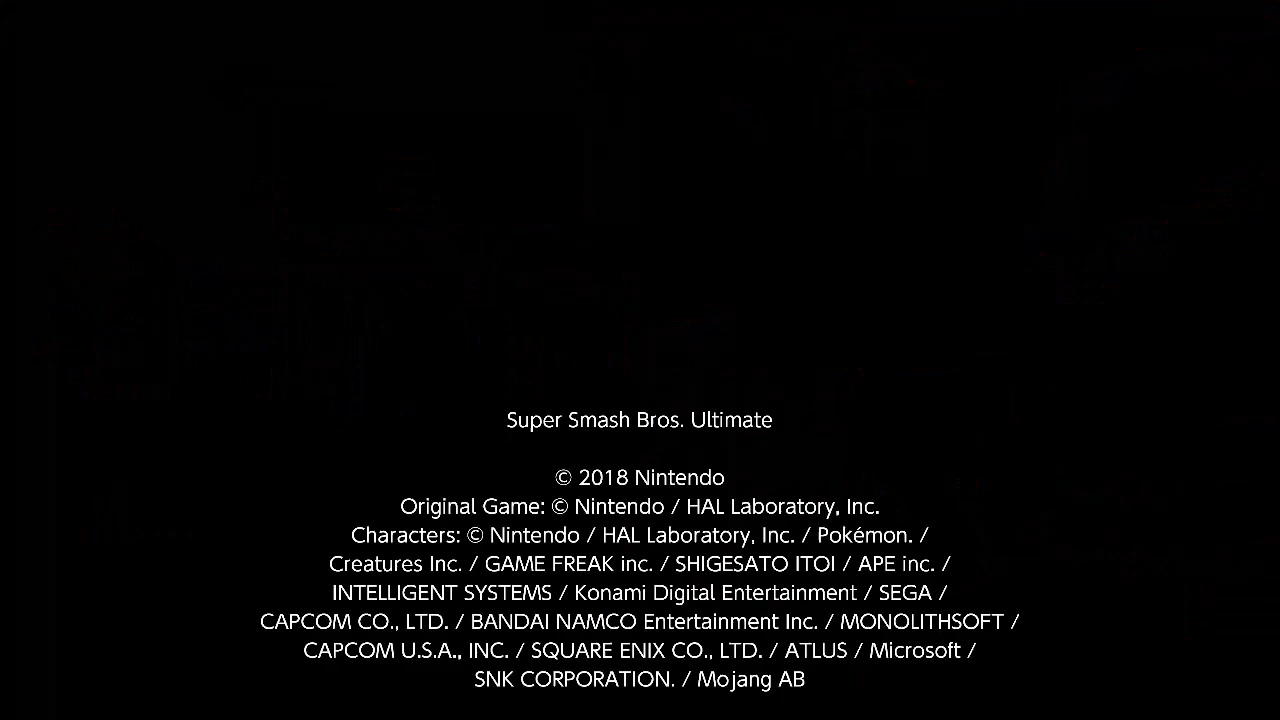 Super Smash Bros. Ultimate
© 2018 Nintendo
Original Game: © Nintendo / HAL Laboratory, Inc.
Characters: © Nintendo / HAL Laboratory, Inc. / Pokémon. /
Creatures Inc. / GAME FREAK inc. / SHIGESATO ITOI / APE inc. /
INTELLIGENT SYSTEMS / Konami Digital Entertainment / SEGA /
CAPCOM CO., LTD. / BANDAI NAMCO Entertainment Inc. / MONOLITHSOFT /
CAPCOM U.S.A., INC. / SQUARE ENIX CO., LTD. / ATLUS / Microsoft /
SNK CORPORATION. / Mojang AB